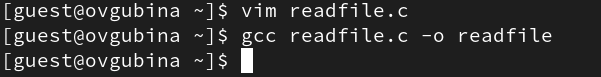 [guest@ovgubina ~]$ vim readfile.c
[guest@ovgubina ~]$ gcc readfile.c -o readfile
[guest@ovgubina ~]$